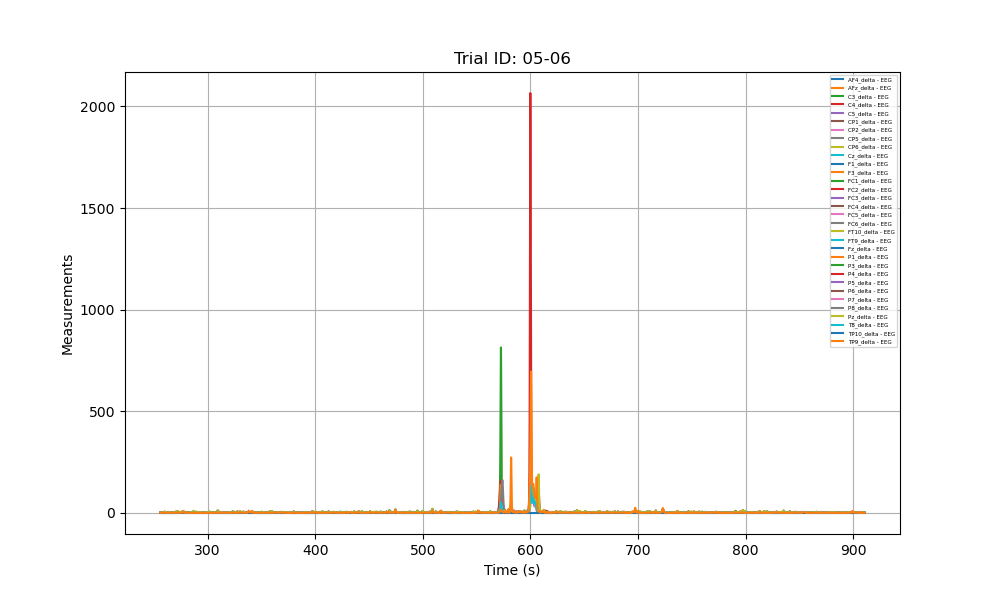 Trial ID: 05-06
Measurements
2000
1500
1000
500
0
300
400
500
600
700
800
900
Time (s)
AF4_delta - EEG
AFz_delta - EEG
C3_delta - EEG
C4_delta - EEG
C5_delta - EEG
CP1_delta - EEG
CP2_delta - EEG
CP5_delta - EEG
CP6_delta - EEG
Cz_delta - EEG
F1_delta - EEG
F3_delta - EEG
FC1_delta - EEG
FC2_delta - EEG
FC3_delta - EEG
FC4_delta - EEG
FC5_delta - EEG
FC6_delta - EEG
FT10_delta - EEG
FT9_delta - EEG
Fz_delta - EEG
P1_delta - EEG
P3_delta - EEG
P4_delta - EEG
P5_delta - EEG
P6_delta - EEG
P7_delta - EEG
P8_delta - EEG
Pz_delta - EEG
T8_delta - EEG
TP10_delta - EEG
TP9_delta - EEG